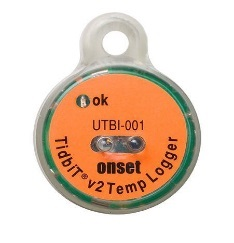 ok
UTBI-001
onset
TidbiT® v2 Temp Logger